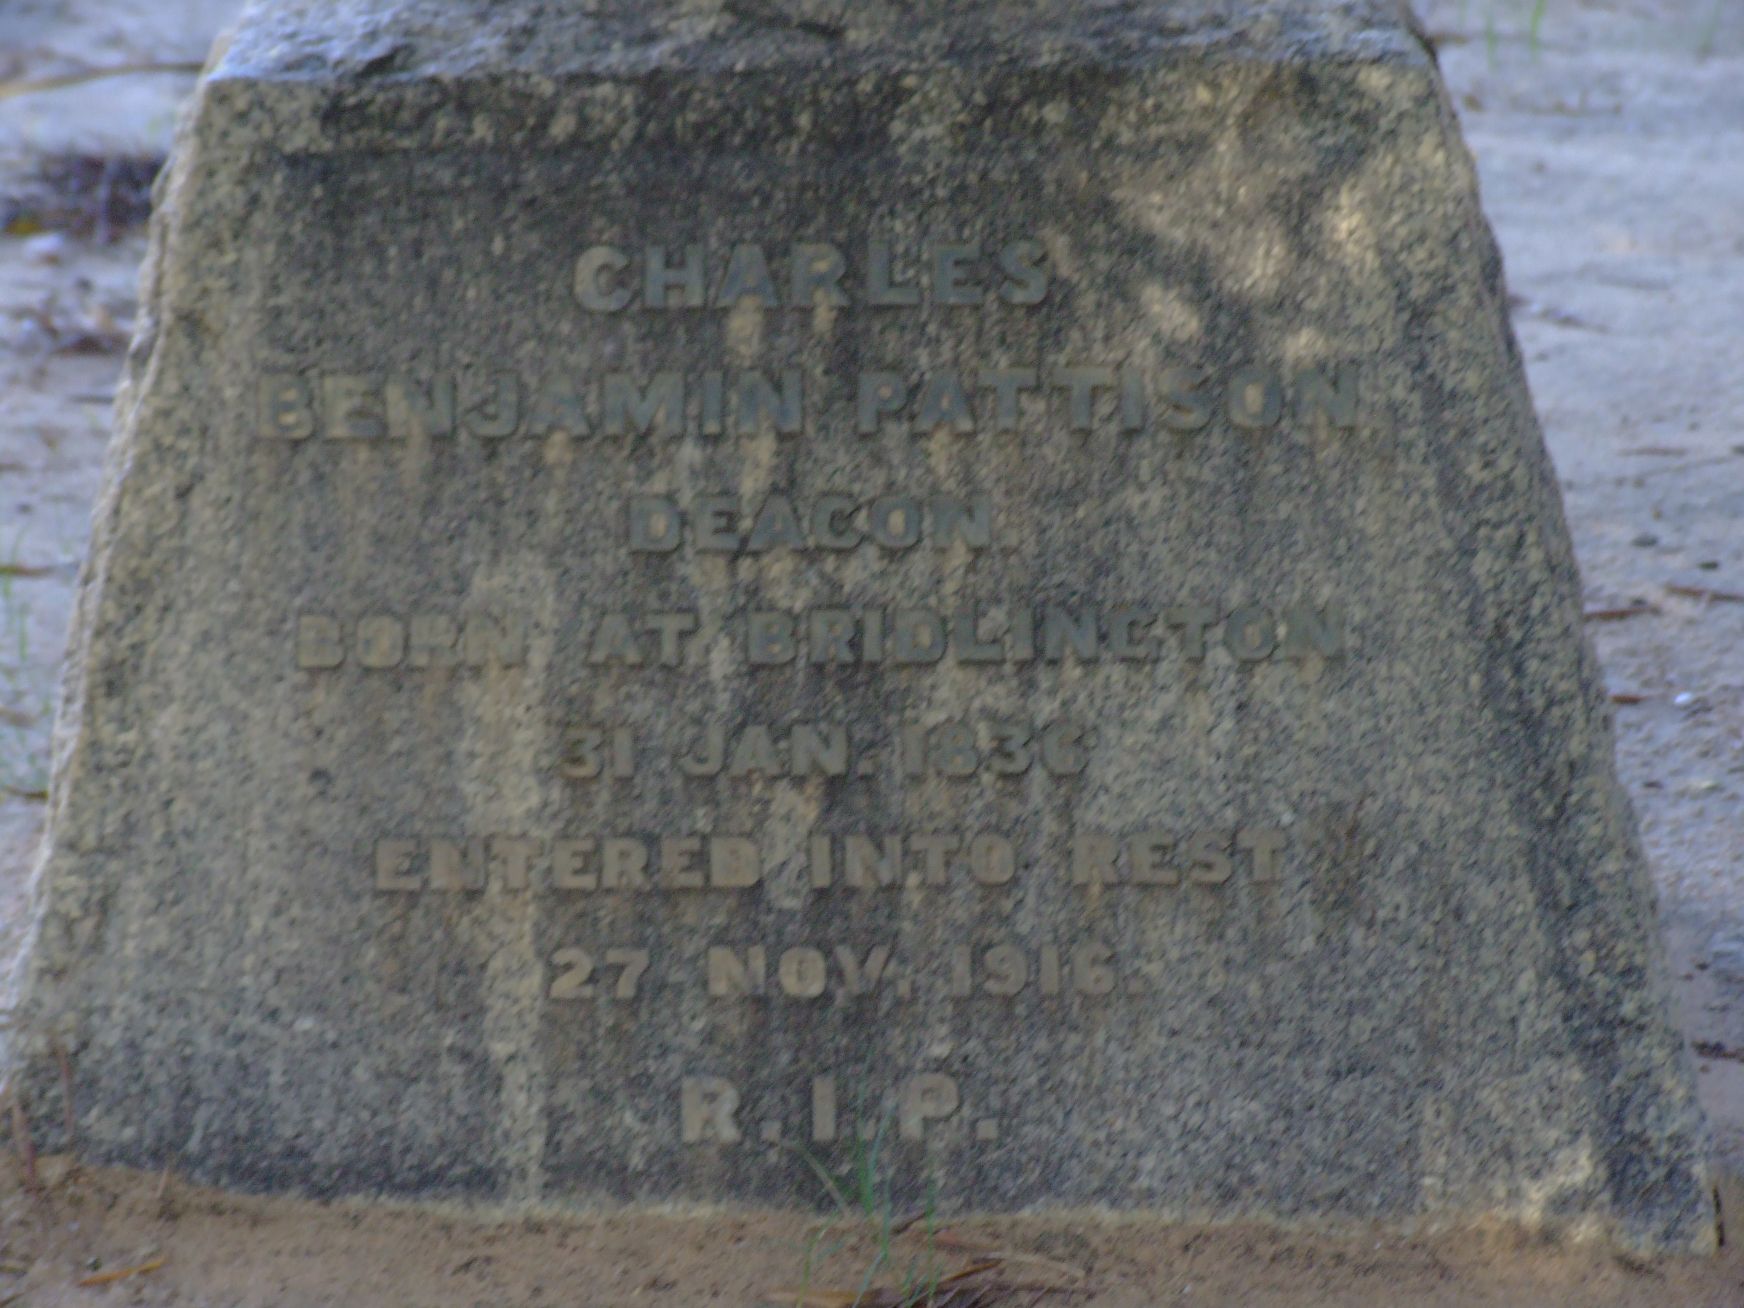 CHARLES
BENJAMIN PATTISON
DEACON.
BORN AT BRIDLINGTON
31 JAN. 1836
ENTERED INTO REST
27 NOV. 1916.
R.I.P.